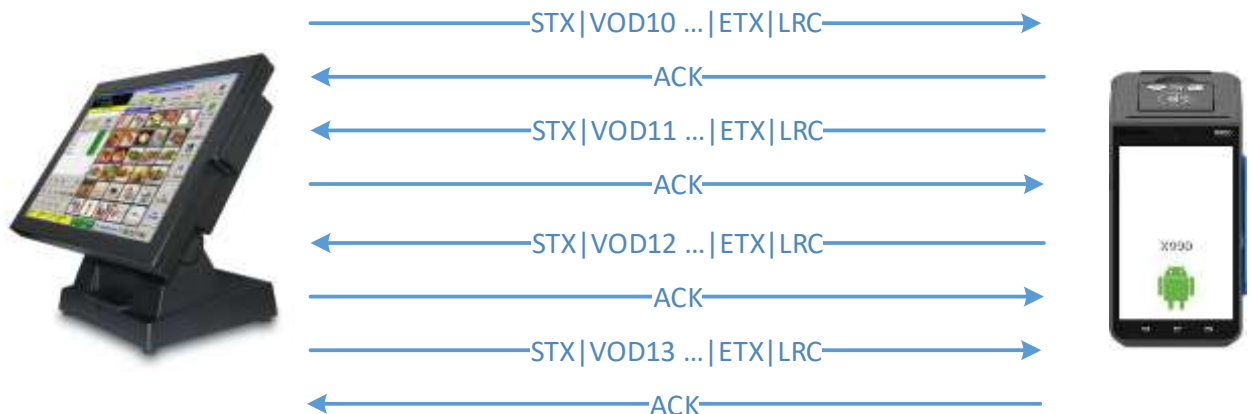 STX|VOD10 ...|ETX|LRC
ACK
STX|VOD11 ...|ETX|LRC
ACK
STX|VOD12 ...|ETX|LRC
X990
ACK
STX|VOD13 ...|ETX|LRC
ACK